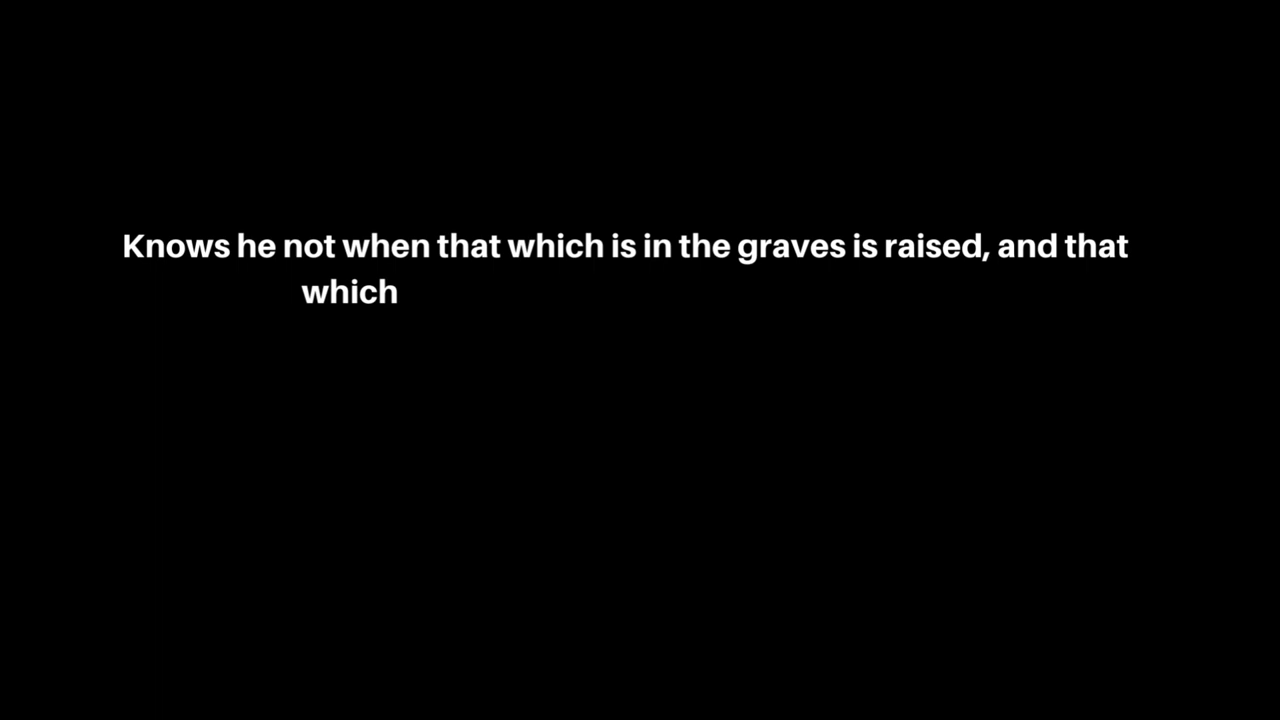 Knows he not when that which is in the graves is raised, and that
which